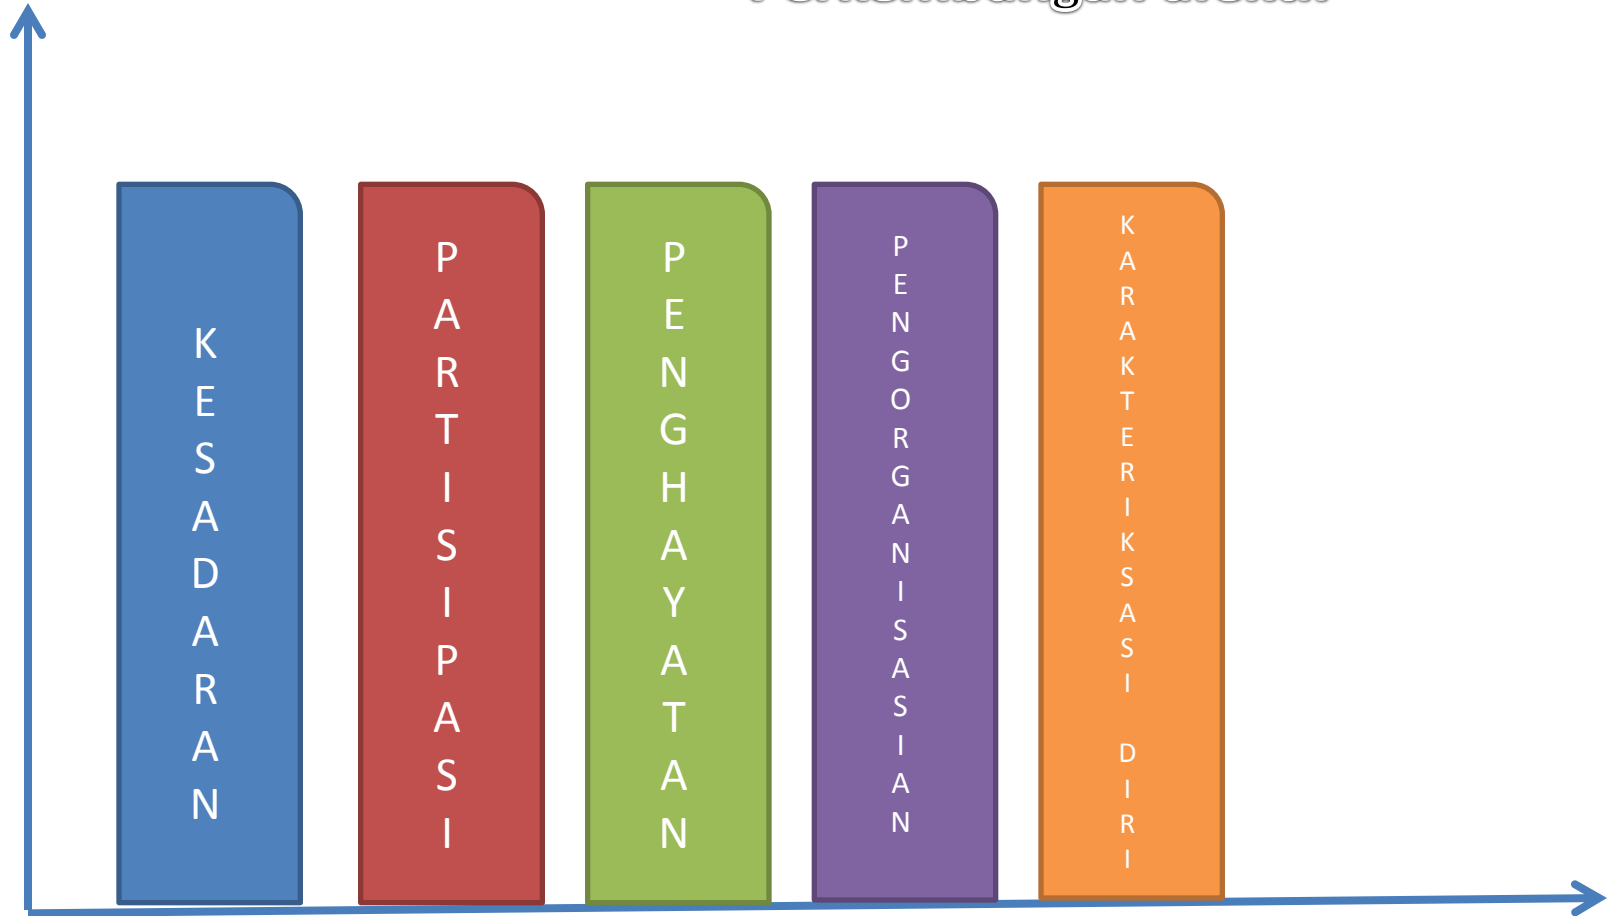 KESADARAN
PARTISIPASI
PENGHAYATAN
PENGORGANISASIAN
KARAKTERIKSASI DIRI